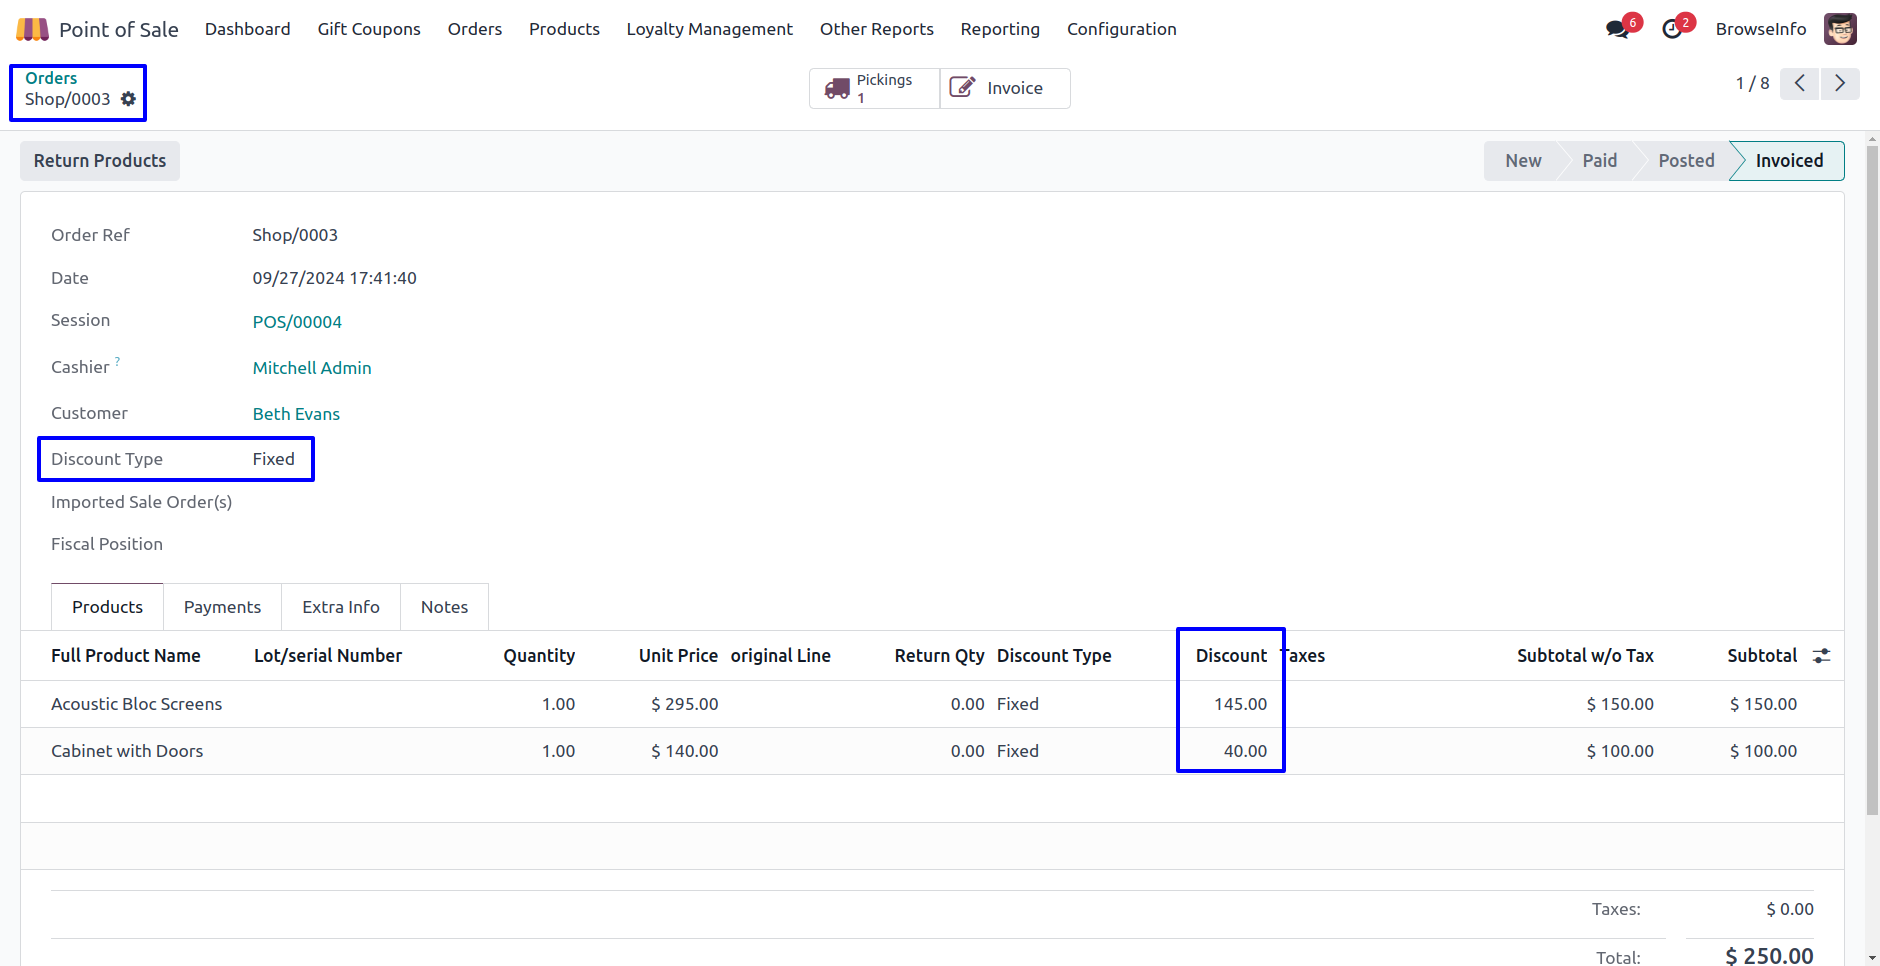 Point of Sale Dashboard Gift Coupons Orders Products Loyalty Management Other Reports Reporting Configuration 6 2 BrowseInfo
Orders
Shop/0003
Pickings
1
Invoice
1 / 8
Return Products
New Paid Posted Invoiced
Order Ref Shop/0003
Date 09/27/2024 17:41:40
Session POS/00004
Cashier ? Mitchell Admin
Customer Beth Evans
Discount Type Fixed
Imported Sale Order(s)
Fiscal Position
Products Payments Extra Info Notes
Full Product Name Lot/serial Number Quantity Unit Price original Line Return Qty Discount Type Discount Taxes Subtotal w/o Tax Subtotal
Acoustic Bloc Screens 1.00 $ 295.00 0.00 Fixed 145.00 $ 150.00 $ 150.00
Cabinet with Doors 1.00 $ 140.00 0.00 Fixed 40.00 $ 100.00 $ 100.00
Taxes: $ 0.00
Total: $ 250.00